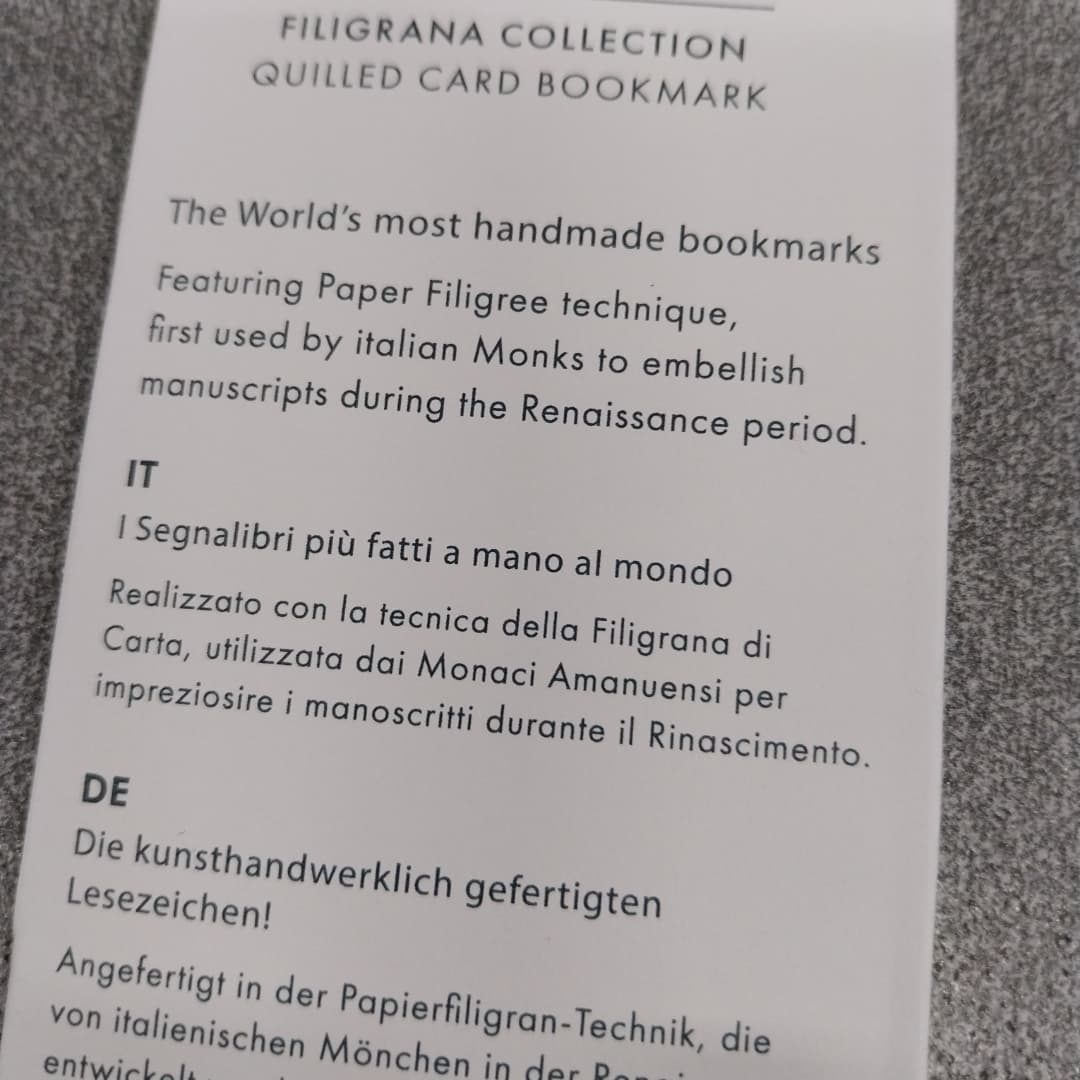 FILIGRANA COLLECTION
QUILLED CARD BOOKMARK
The World's most handmade bookmarks
Featuring Paper Filigree technique,
first used by italian Monks to embellish
manuscripts during the Renaissance period.
IT
I Segnalibri più fatti a mano al mondo
Realizzato con la tecnica della Filigrana di
Carta, utilizzata dai Monaci Amanuensi per
impreziosire i manoscritti durante il Rinascimento.
DE
Die kunsthandwerklich gefertigten
Lesezeichen!
Angefertigt in der Papierfiligran-Technik, die
von italienischen Mönchen in der